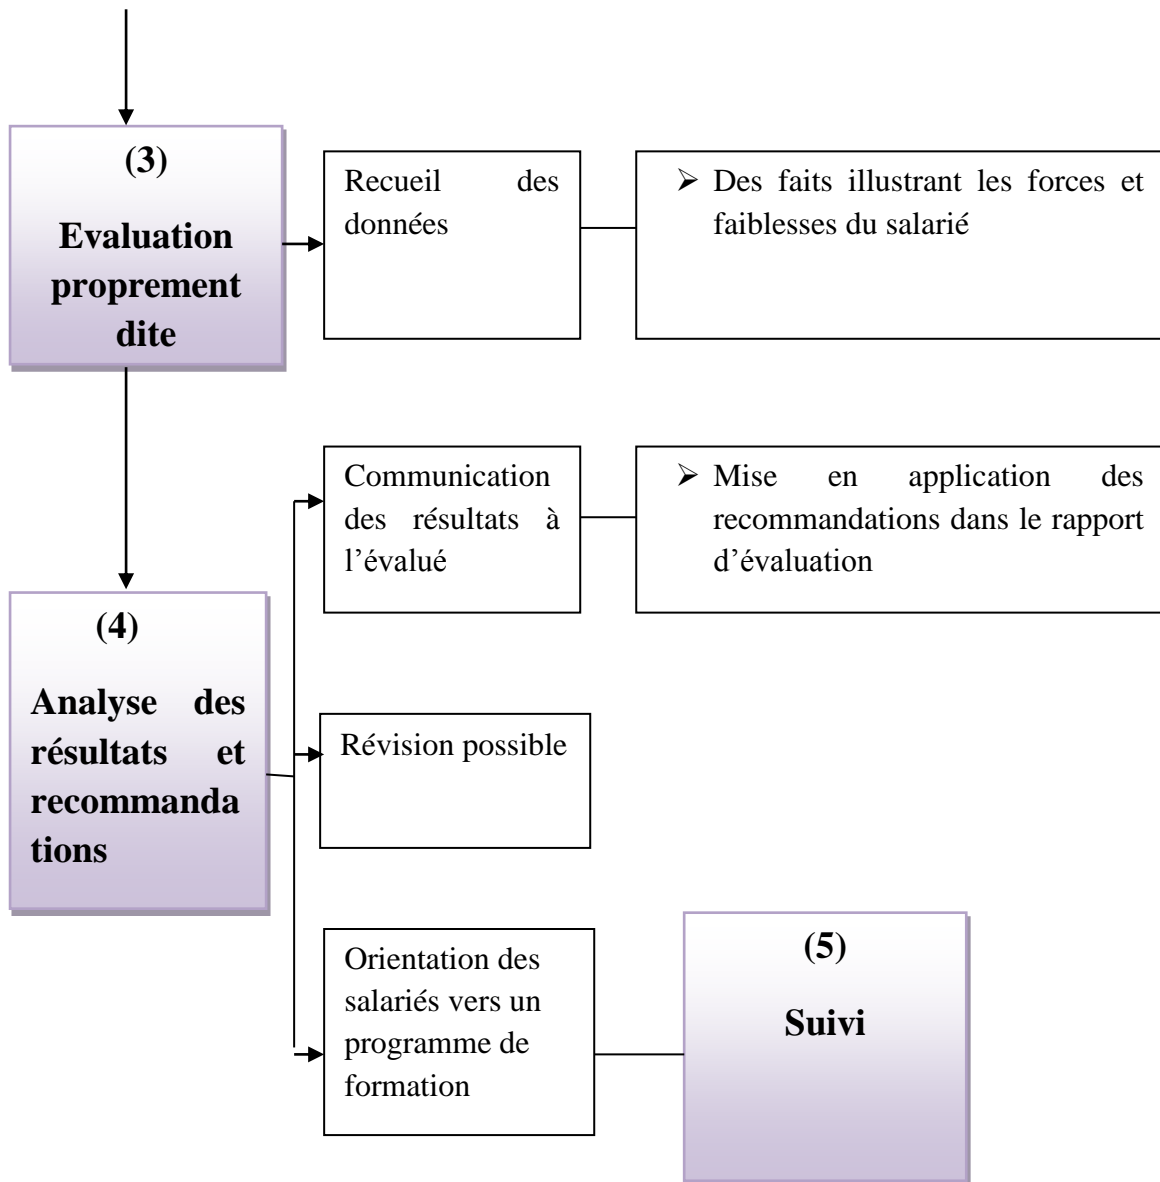 (3)
Evaluation
proprement
dite
Recueil des
données
➢ Des faits illustrant les forces et
faiblesses du salarié
Communication
des résultats à
l’évalué
➢ Mise en application des
recommandations dans le rapport
d’évaluation
(4)
Analyse des
résultats et
recommanda
tions
Révision possible
Orientation des
salariés vers un
programme de
formation
(5)
Suivi